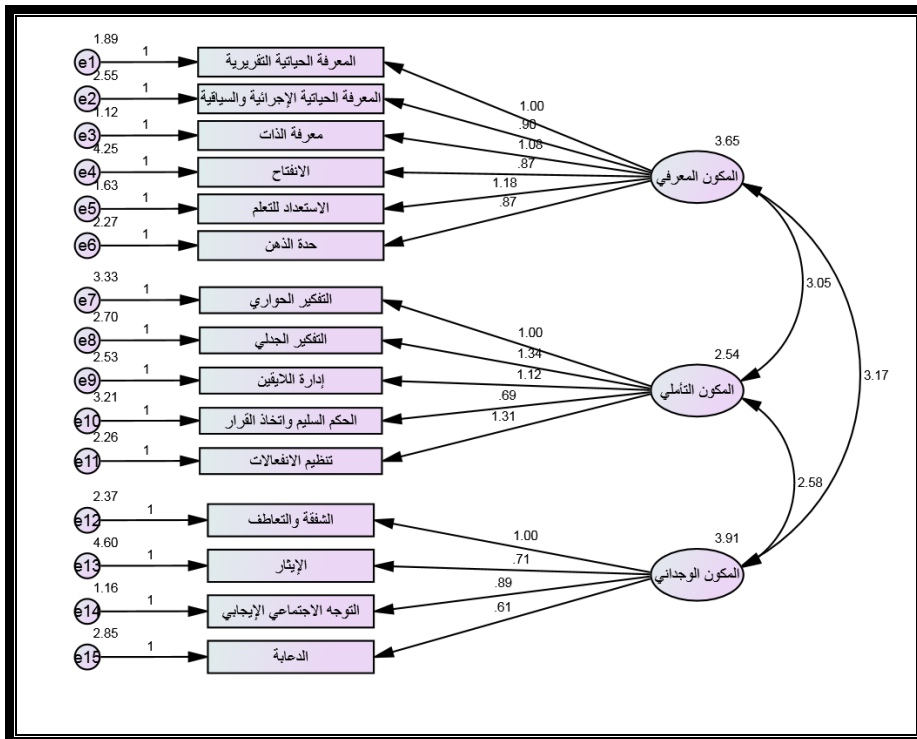 1.89
e1
1
المعرفة الحياتية التقريرية
1.00
2.55
e2
1
المعرفة الحياتية الإجرائية والسياقية
.90
1.12
e3
1
معرفة الذات
1.08
4.25
e4
1
الانفتاح
.87
1.63
e5
1
الاستعداد للتعلم
1.18
2.27
e6
1
حدة الذهن
.87
3.65
المكون المعرفي
3.33
e7
1
التفكير الحواري
1.00
2.70
e8
1
التفكير الجدلي
1.34
2.53
e9
1
إدارة اللايقين
1.12
3.21
e10
1
الحكم السليم واتخاذ القرار
.69
2.26
e11
1
تنظيم الانفعالات
1.31
2.54
المكون التأملي
3.05
3.17
2.58
2.37
e12
1
الشفقة والتعاطف
1.00
4.60
e13
1
الإيثار
.71
1.16
e14
1
التوجه الاجتماعي الإيجابي
.89
2.85
e15
1
الدعابة
.61
3.91
المكون الوجداني